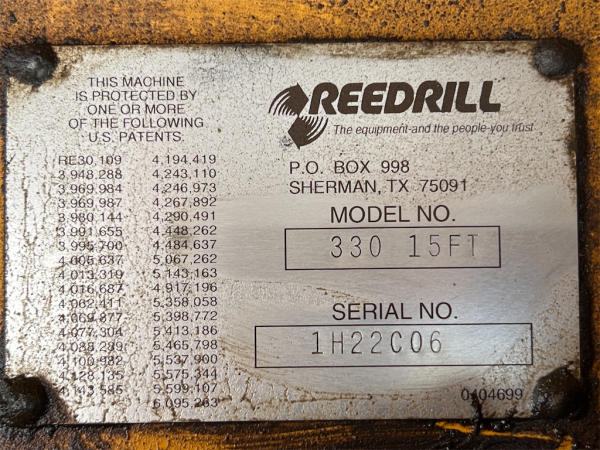 THIS MACHINE
IS PROTECTED BY
ONE OR MORE
OF THE FOLLOWING
U.S. PATENTS.
RE30,109 4,194,419
3,948,288 4,243,110
3,969,984 4,246,973
3,969,987 4,267,892
3,980,144 4,290,491
3,991,655 4,448,262
3,995,700 4,484,637
4,005,637 5,067,262
4,013,319 5,143,163
4,016,687 4,917,196
4,062,411 5,358,058
4,069,877 5,398,772
4,077,304 5,413,186
4,088,299 5,465,798
4,100,982 5,537,900
4,128,135 5,575,344
4,143,585 5,599,107
6,095,263
REEDRILL
The equipment-and the people-you trust
P.O. BOX 998
SHERMAN, TX 75091
MODEL NO.
330 15FT
SERIAL NO.
1H22C06
0404699